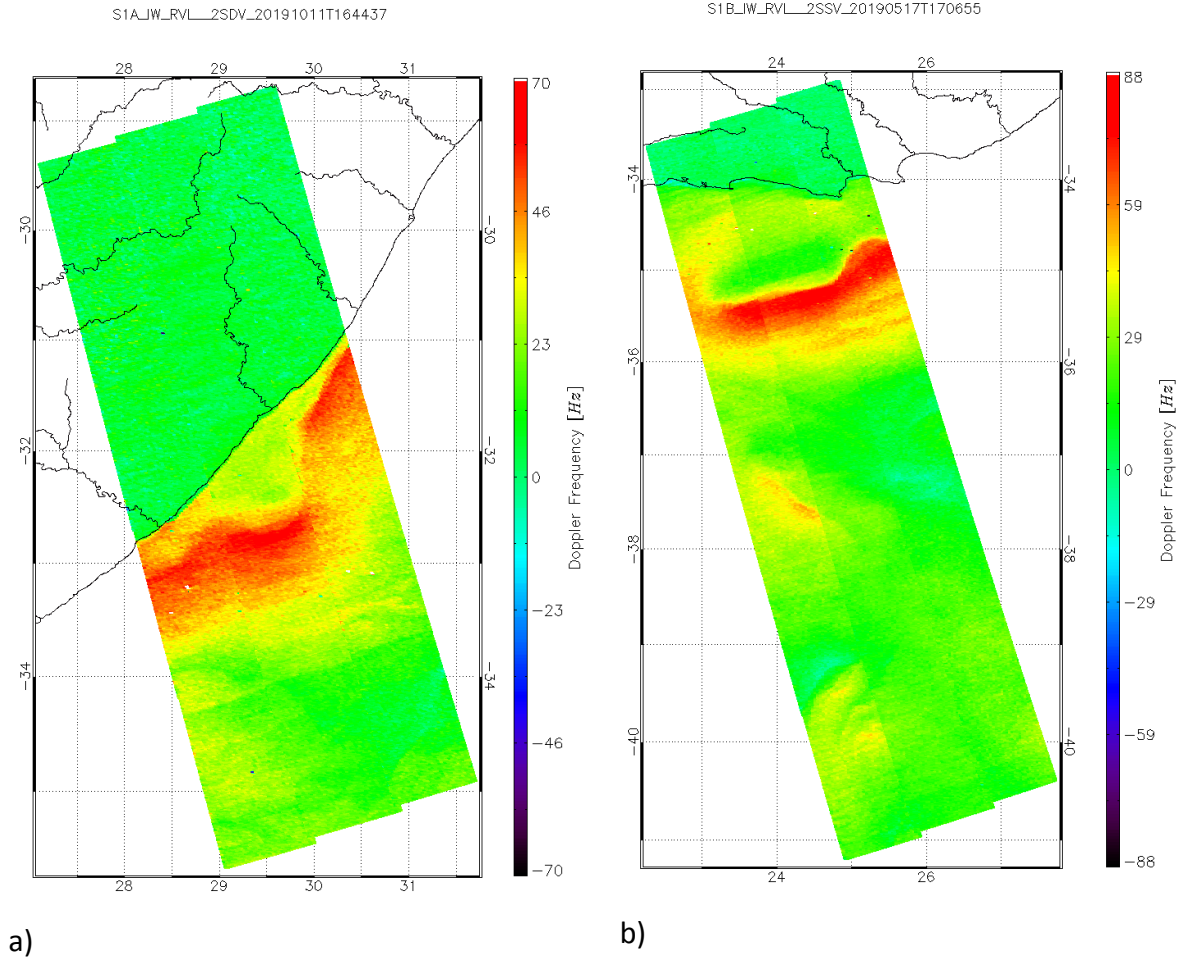 S1A_IW_RVL__2SDV_20191011T164437
28 29 30 31
-30 -30
-32 -32
-34 -34
28 29 30 31
70
46
23
0
-23
-46
-70
Doppler Frequency [Hz]
a)
S1B_IW_RVL__2SSV_20190517T170655
24 26
-34 -34
-36 -36
-38 -38
-40 -40
24 26
88
59
29
0
-29
-59
-88
Doppler Frequency [Hz]
b)